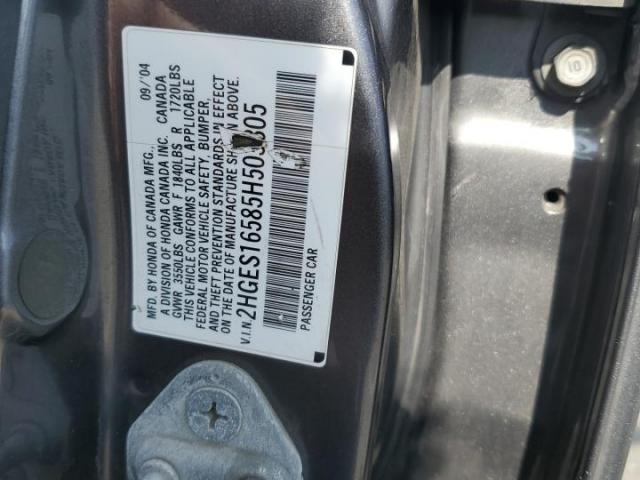 MFD. BY HONDA OF CANADA MFG., 09/'04
A DIVISION OF HONDA CANADA INC. CANADA
GVWR 3550LBS GAWR F 1840LBS R 1720LBS
THIS VEHICLE CONFORMS TO ALL APPLICABLE
FEDERAL MOTOR VEHICLE SAFETY, BUMPER,
AND THEFT PREVENTION STANDARDS IN EFFECT
ON THE DATE OF MANUFACTURE SHOWN ABOVE.
V.I.N.
PASSENGER CAR
10